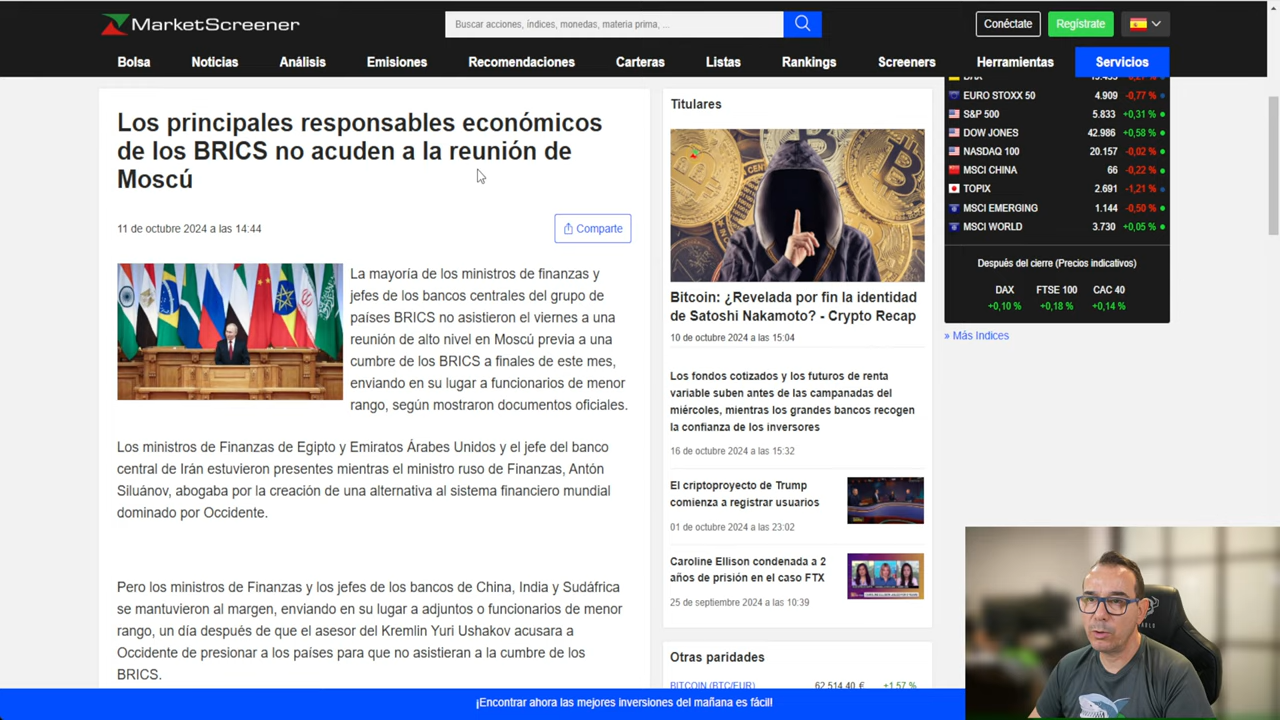 MarketScreener
Buscar acciones, índices, monedas, materia prima, ...
Conéctate
Regístrate
Bolsa
Noticias
Análisis
Emisiones
Recomendaciones
Carteras
Listas
Rankings
Screeners
Herramientas
Servicios
Los principales responsables económicos
de los BRICS no acuden a la reunión de
Moscú
11 de octubre 2024 a las 14:44
Comparte
La mayoría de los ministros de finanzas y
jefes de los bancos centrales del grupo de
países BRICS no asistieron el viernes a una
reunión de alto nivel en Moscú previa a una
cumbre de los BRICS a finales de este mes,
enviando en su lugar a funcionarios de menor
rango, según mostraron documentos oficiales.
Los ministros de Finanzas de Egipto y Emiratos Árabes Unidos y el jefe del banco
central de Irán estuvieron presentes mientras el ministro ruso de Finanzas, Antón
Siluánov, abogaba por la creación de una alternativa al sistema financiero mundial
dominado por Occidente.
Pero los ministros de Finanzas y los jefes de los bancos de China, India y Sudáfrica
se mantuvieron al margen, enviando en su lugar a adjuntos o funcionarios de menor
rango, un día después de que el asesor del Kremlin Yuri Ushakov acusara a
Occidente de presionar a los países para que no asistieran a la cumbre de los
BRICS.
Titulares
Bitcoin: ¿Revelada por fin la identidad
de Satoshi Nakamoto? - Crypto Recap
10 de octubre 2024 a las 15:04
Los fondos cotizados y los futuros de renta
variable suben antes de las campanadas del
miércoles, mientras los grandes bancos recogen
la confianza de los inversores
16 de octubre 2024 a las 15:32
El criptoproyecto de Trump
comienza a registrar usuarios
01 de octubre 2024 a las 23:02
Caroline Ellison condenada a 2
años de prisión en el caso FTX
25 de septiembre 2024 a las 10:39
Otras paridades
BITCOIN (BTC/EUR) 62 514,40 € +1,57 %
EURO STOXX 50 4.909 -0,77 %
S&P 500 5.833 +0,31 %
DOW JONES 42.986 +0,58 %
NASDAQ 100 20.157 -0,02 %
MSCI CHINA 66 -0,22 %
TOPIX 2.691 -1,21 %
MSCI EMERGING 1.144 -0,50 %
MSCI WORLD 3.730 +0,05 %
Después del cierre (Precios indicativos)
DAX FTSE 100 CAC 40
+0,10 % +0,18 % +0,14 %
» Más Indices
¡Encontrar ahora las mejores inversiones del mañana es fácil!